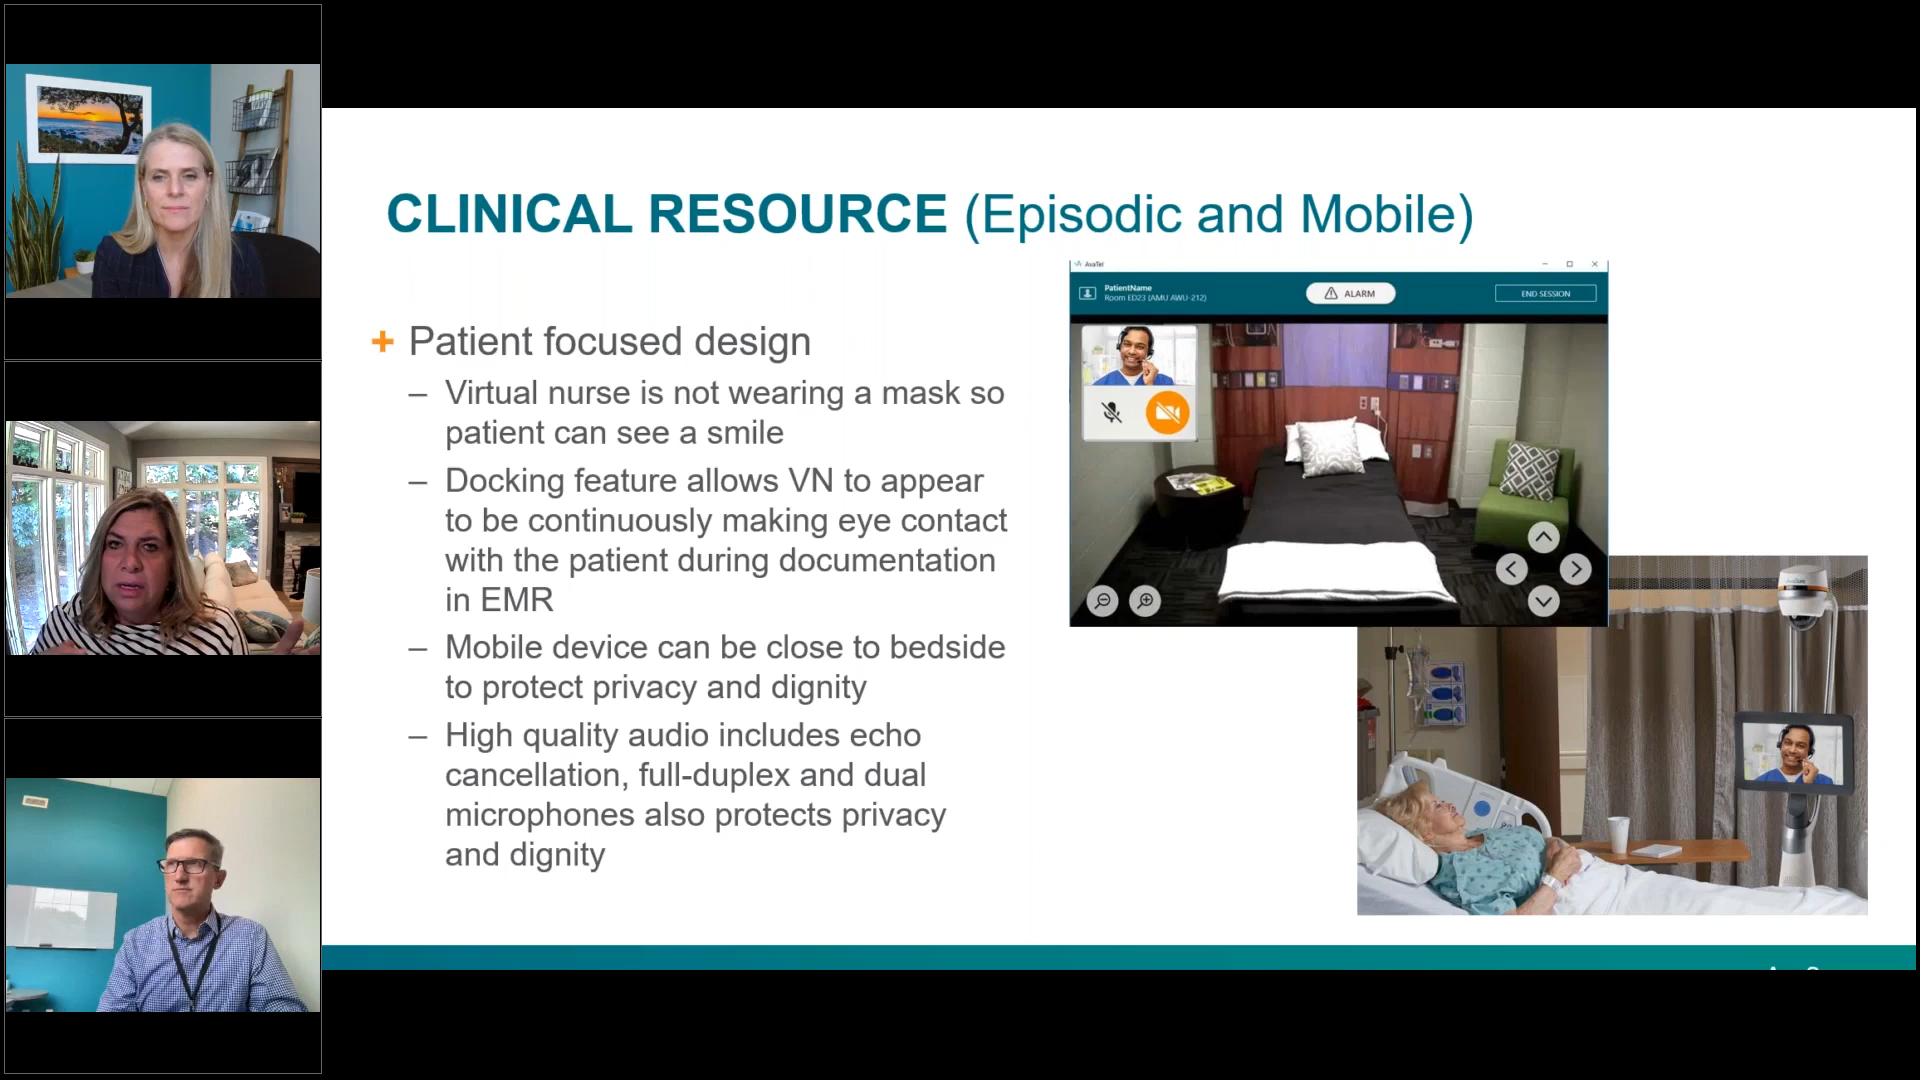 CLINICAL RESOURCE (Episodic and Mobile)
+ Patient focused design
– Virtual nurse is not wearing a mask so
patient can see a smile
– Docking feature allows VN to appear
to be continuously making eye contact
with the patient during documentation
in EMR
– Mobile device can be close to bedside
to protect privacy and dignity
– High quality audio includes echo
cancellation, full-duplex and dual
microphones also protects privacy
and dignity
AvaTel
PatientName
Room ED23 (AMU AWU-212)
ALARM
END SESSION
AvaSure